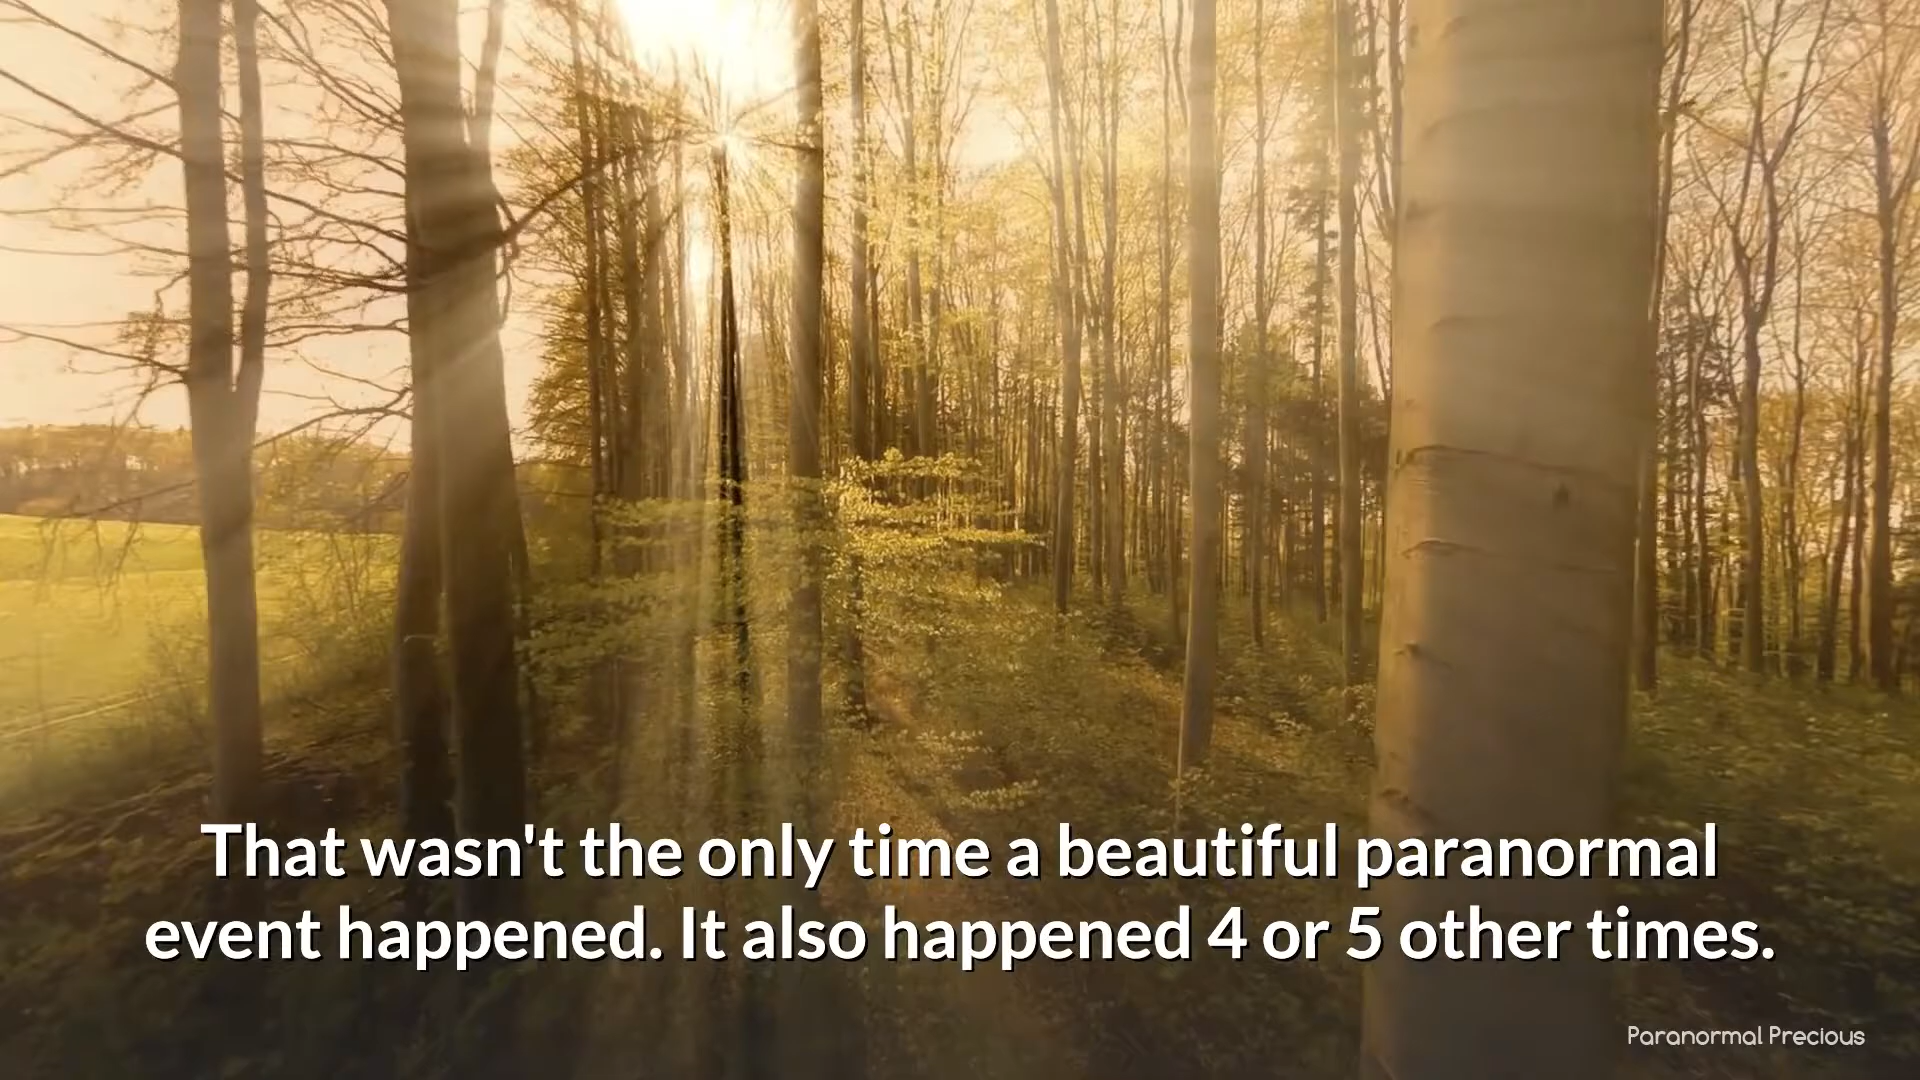 That wasn't the only time a beautiful paranormal
event happened. It also happened 4 or 5 other times.
Paranormal Precious